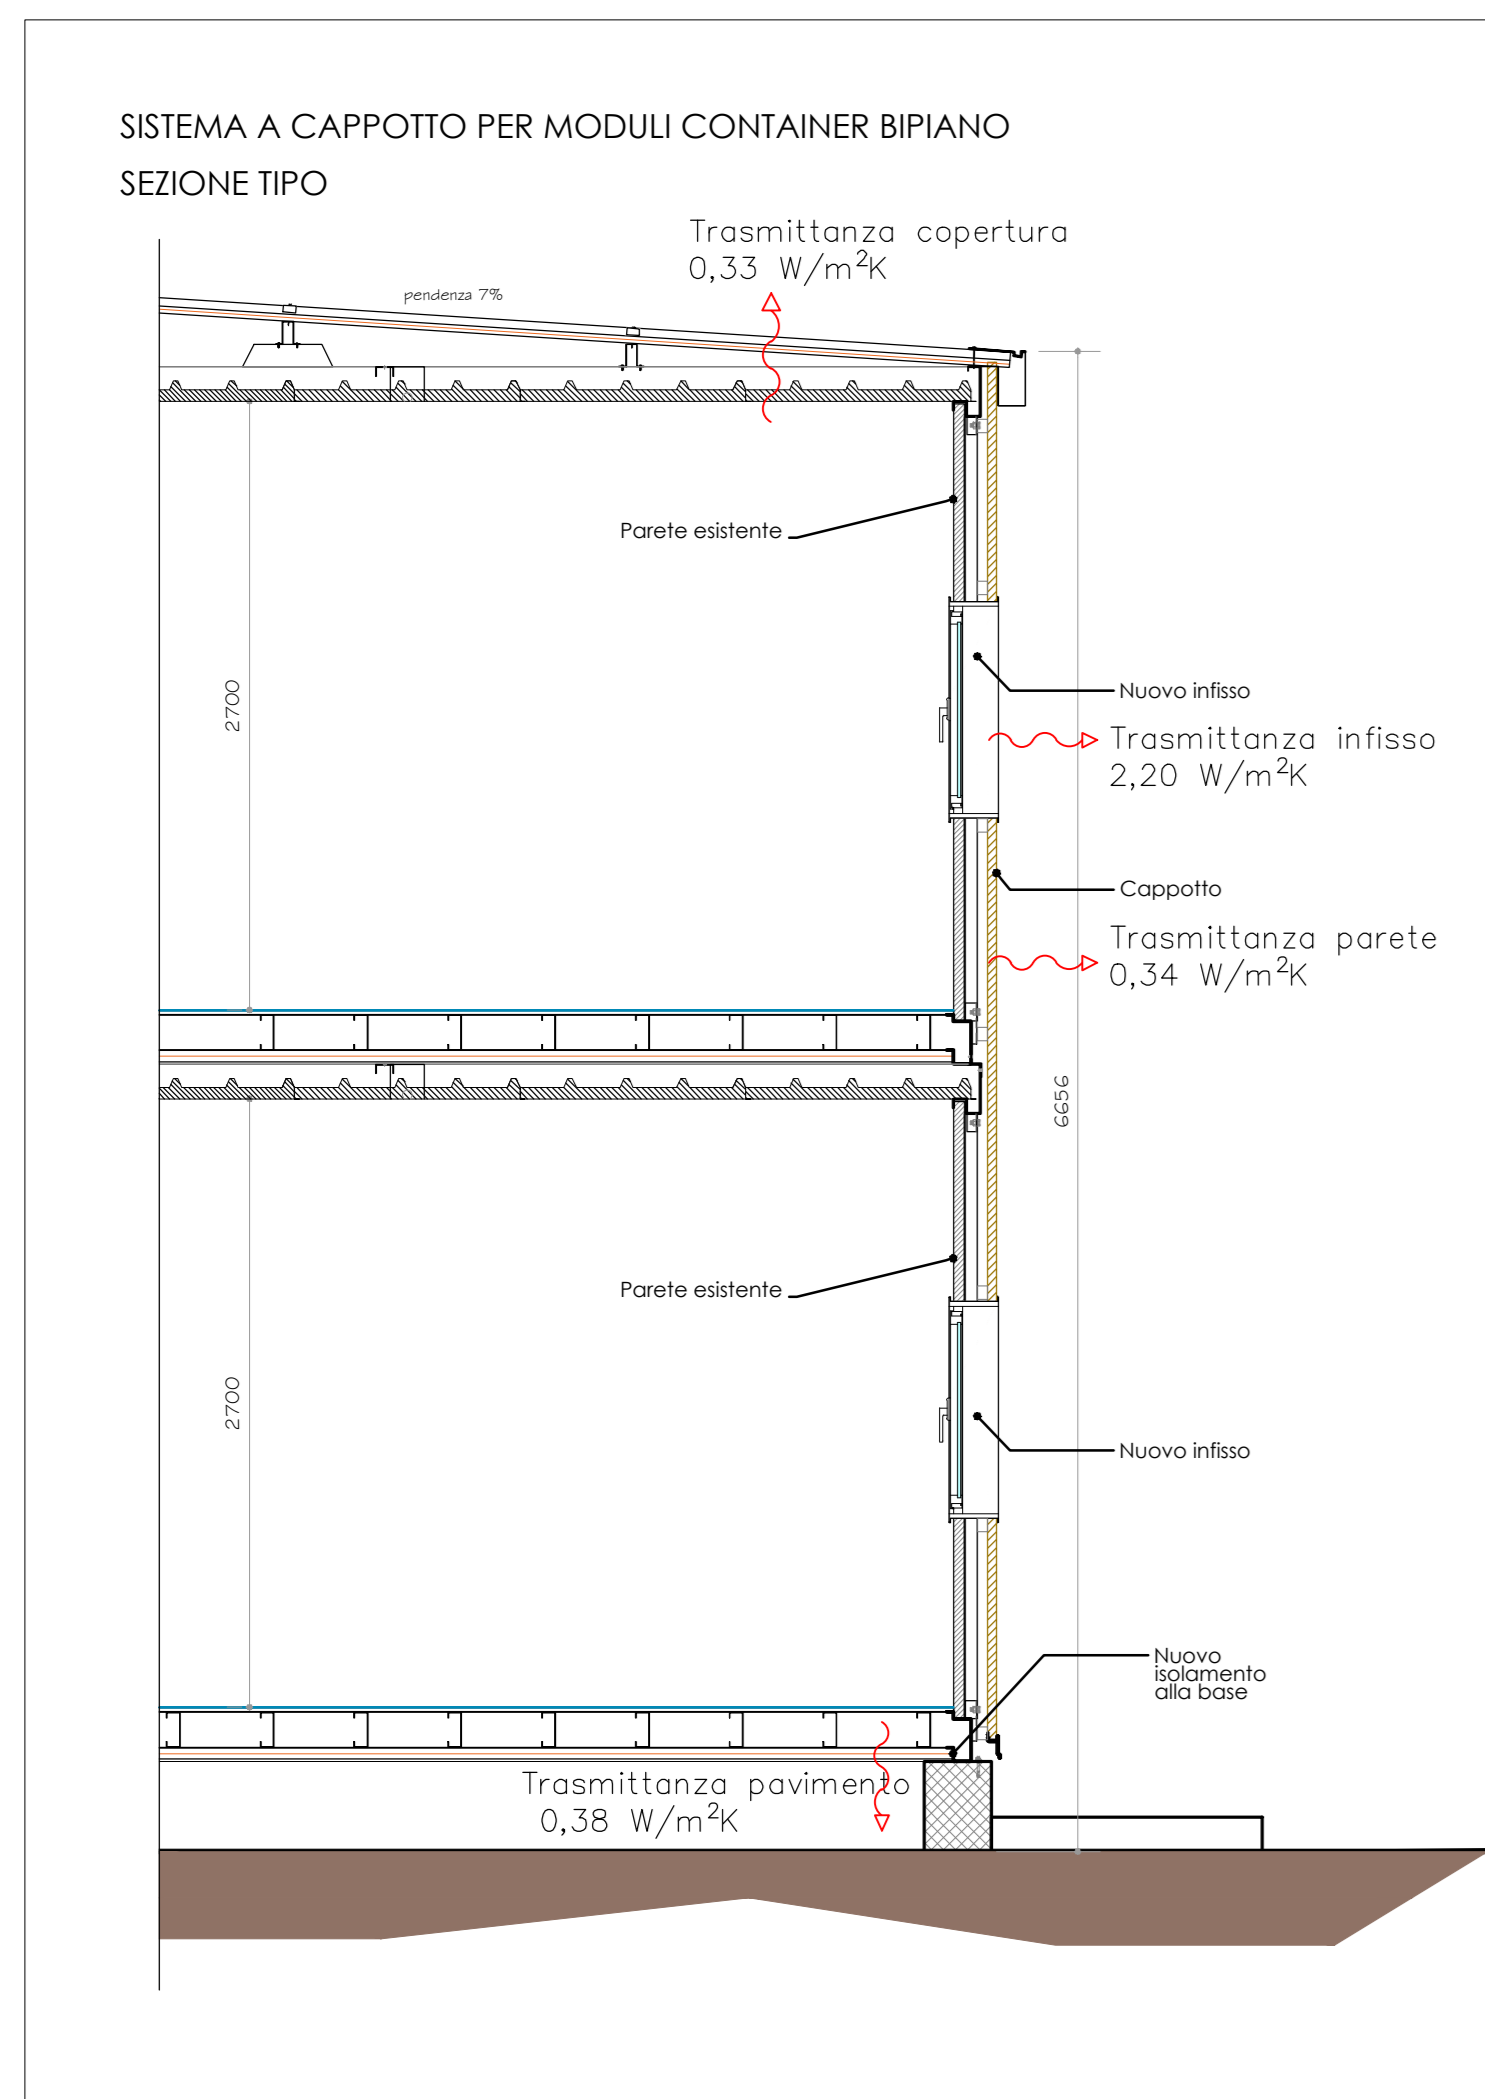 SISTEMA A CAPPOTTO PER MODULI CONTAINER BIPIANO
SEZIONE TIPO
Trasmittanza copertura
0,33 W/m²K
pendenza 7%
Parete esistente
2700
Nuovo infisso
Trasmittanza infisso
2,20 W/m²K
Cappotto
Trasmittanza parete
0,34 W/m²K
6656
Parete esistente
2700
Nuovo infisso
Nuovo
isolamento
alla base
Trasmittanza pavimento
0,38 W/m²K